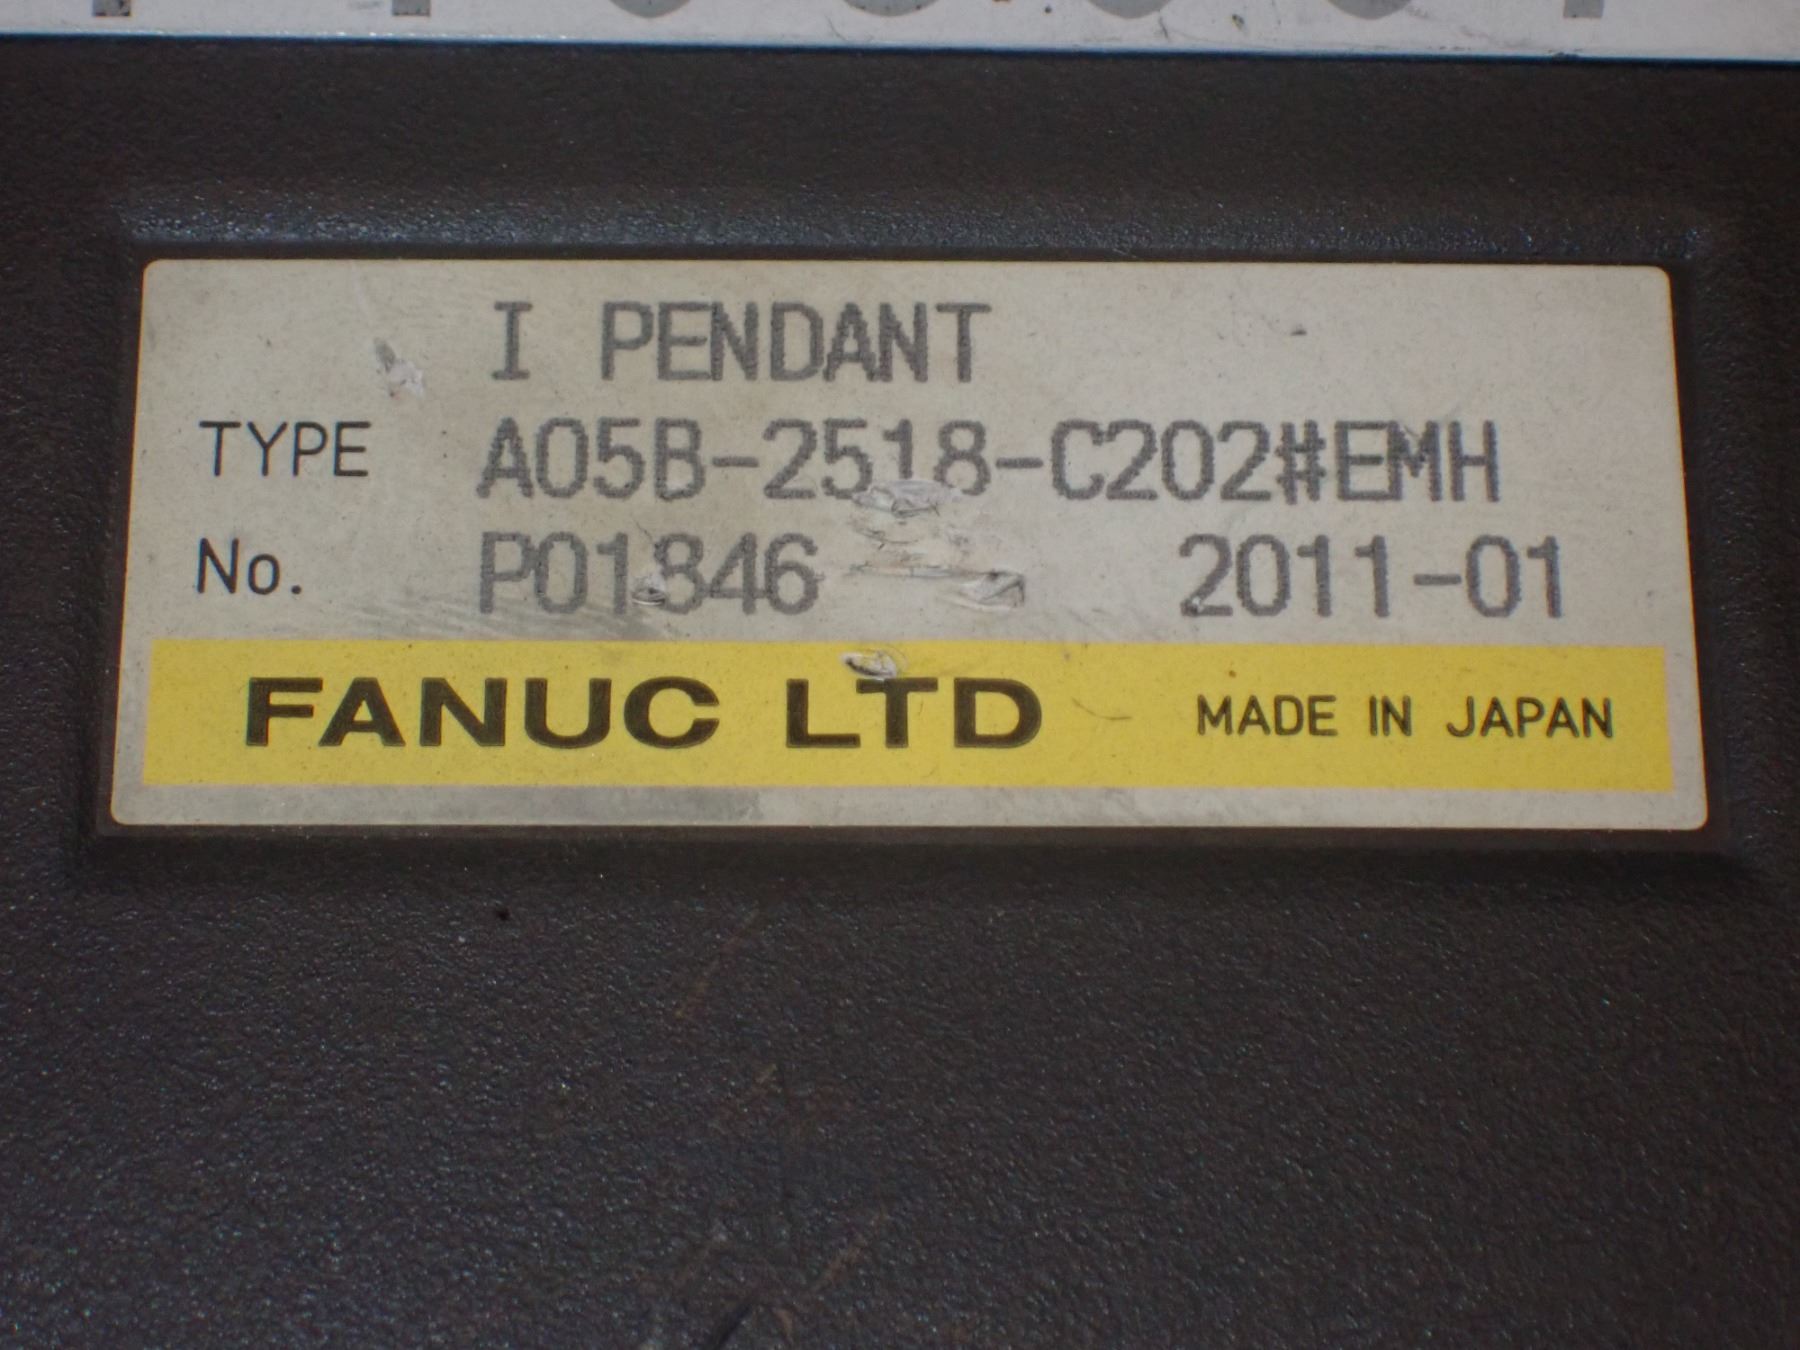 I PENDANT
TYPE A05B-2518-C202#EMH
No. P01846 2011-01
FANUC LTD MADE IN JAPAN